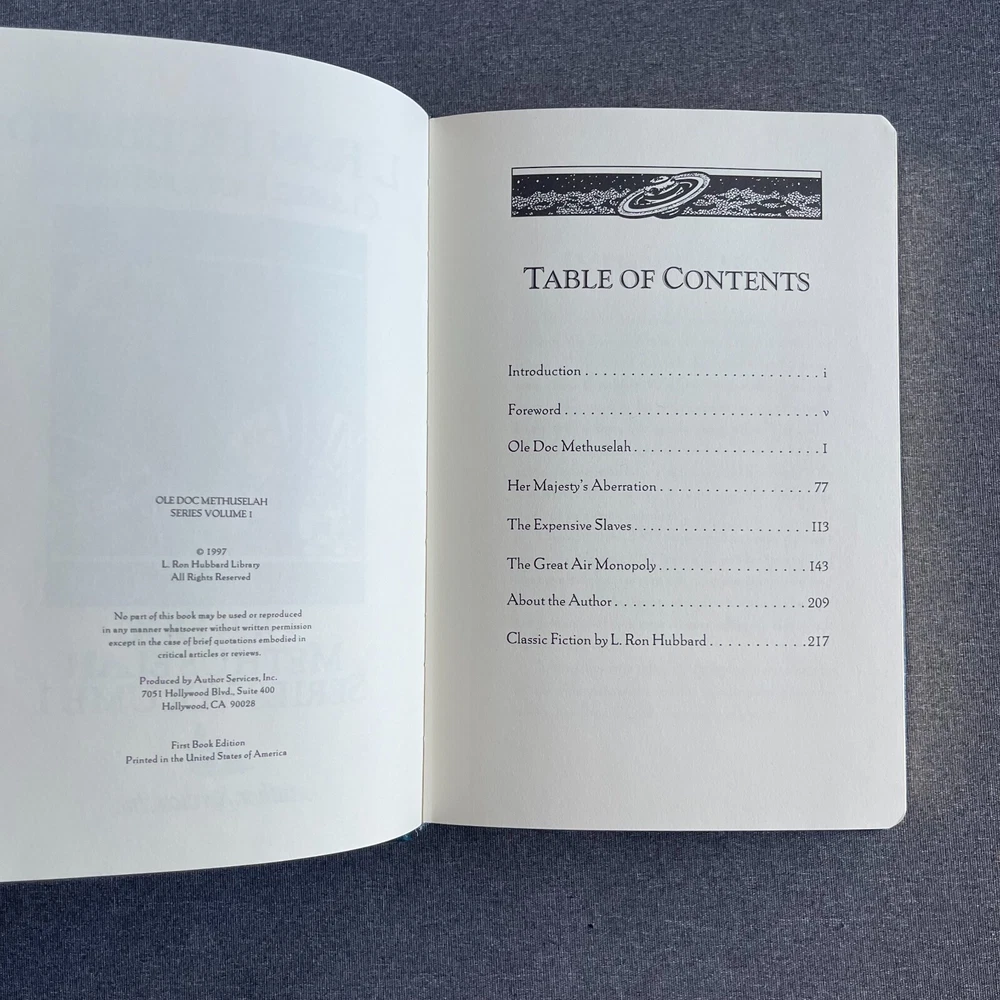 OLE DOC METHUSELAH
SERIES VOLUME 1
© 1997
L. Ron Hubbard Library
All Rights Reserved
No part of this book may be used or reproduced
in any manner whatsoever without written permission
except in the case of brief quotations embodied in
critical articles or reviews.
Produced by Author Services, Inc.
7051 Hollywood Blvd., Suite 400
Hollywood, CA 90028
First Book Edition
Printed in the United States of America
TABLE OF CONTENTS
Introduction . . . . . . . . . . . . . . . . . . . . . . . . . . i
Foreword . . . . . . . . . . . . . . . . . . . . . . . . . . . . v
Ole Doc Methuselah . . . . . . . . . . . . . . . . . . . . . 1
Her Majesty's Aberration . . . . . . . . . . . . . . . . . 77
The Expensive Slaves . . . . . . . . . . . . . . . . . . . 113
The Great Air Monopoly . . . . . . . . . . . . . . . . 143
About the Author . . . . . . . . . . . . . . . . . . . . . 209
Classic Fiction by L. Ron Hubbard . . . . . . . . . . 217